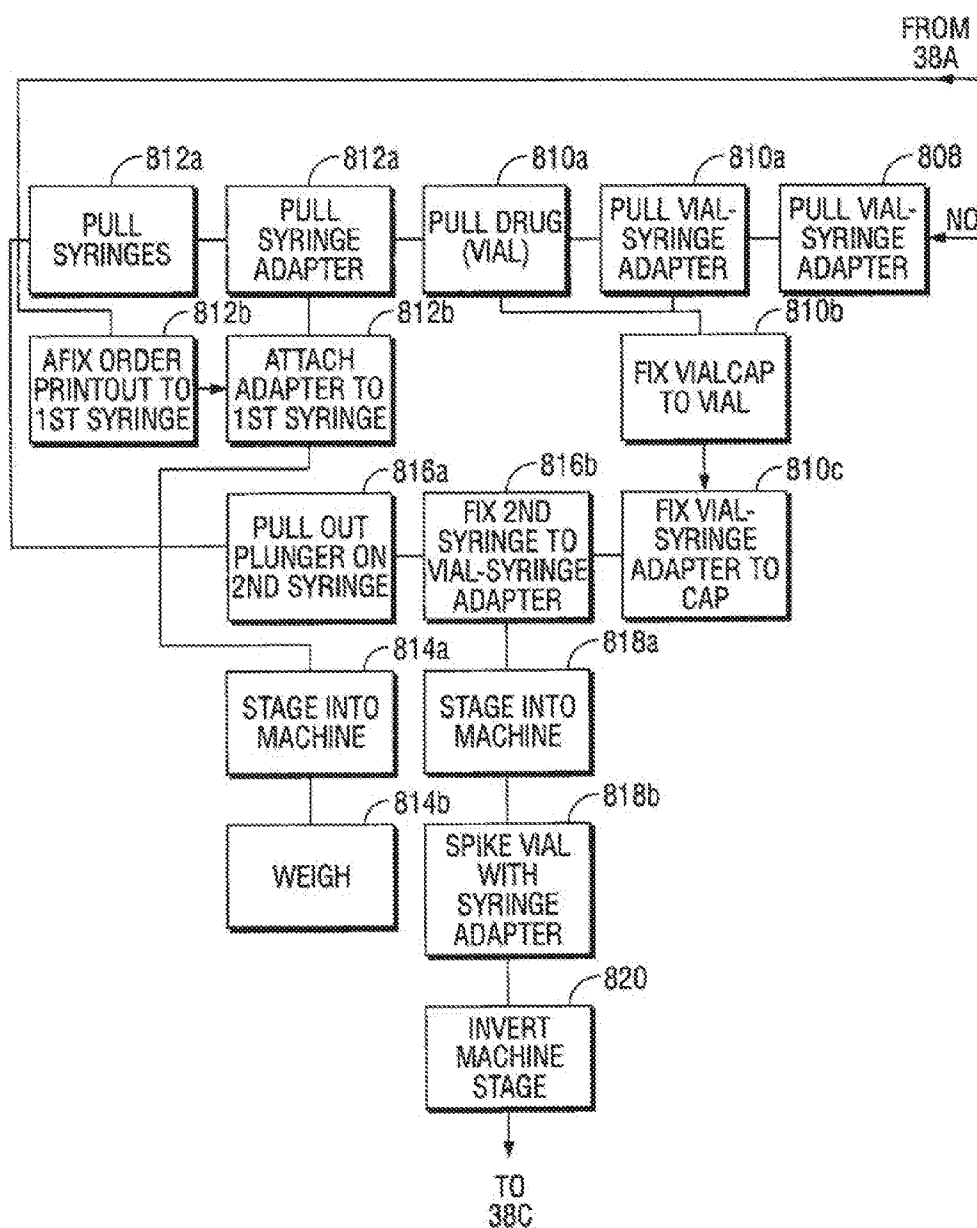 FROM
38A
812a
812a
810a
810a
808
PULL
SYRINGES
PULL
SYRINGE
ADAPTER
PULL DRUG
(VIAL)
PULL VIAL-
SYRINGE
ADAPTER
PULL VIAL-
SYRINGE
ADAPTER
NO
812b
812b
810b
AFIX ORDER
PRINTOUT TO
1ST SYRINGE
ATTACH
ADAPTER TO
1ST SYRINGE
FIX VIALCAP
TO VIAL
816a
816b
810c
PULL OUT
PLUNGER ON
2ND SYRINGE
FIX 2ND
SYRINGE TO
VIAL-SYRINGE
ADAPTER
FIX VIAL-
SYRINGE
ADAPTER TO
CAP
814a
818a
STAGE INTO
MACHINE
STAGE INTO
MACHINE
814b
818b
WEIGH
SPIKE VIAL
WITH
SYRINGE
ADAPTER
820
INVERT
MACHINE
STAGE
TO
38C